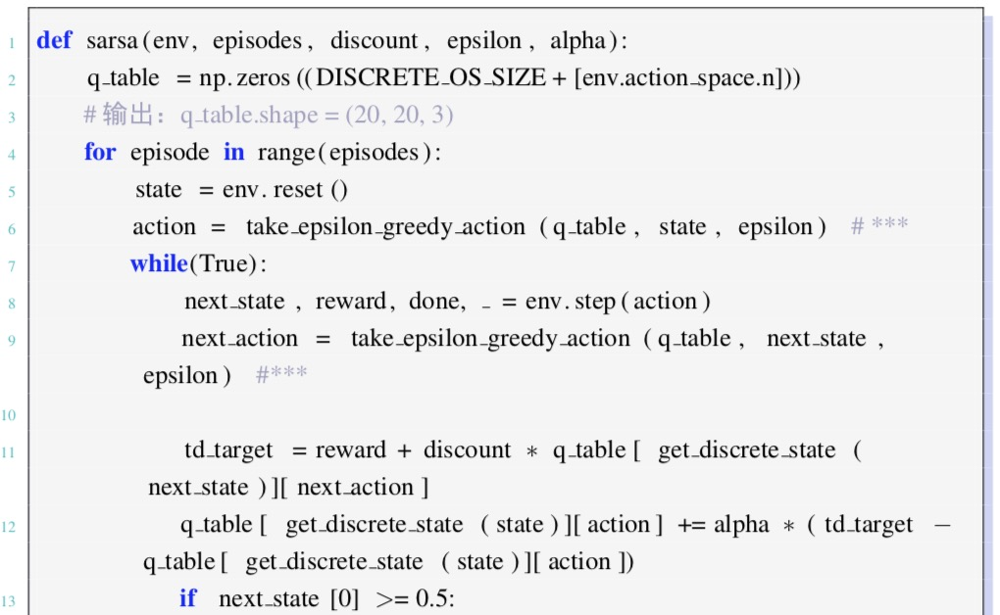 1 def sarsa(env, episodes, discount, epsilon, alpha):
2 q_table = np.zeros((DISCRETE_OS_SIZE + [env.action_space.n]))
3 # 输出：q_table.shape = (20, 20, 3)
4 for episode in range(episodes):
5 state = env.reset()
6 action = take_epsilon_greedy_action(q_table, state, epsilon) # ***
7 while(True):
8 next_state, reward, done, _ = env.step(action)
9 next_action = take_epsilon_greedy_action(q_table, next_state,
epsilon) #***
10
11 td_target = reward + discount * q_table[get_discrete_state(
next_state)][next_action]
12 q_table[get_discrete_state(state)][action] += alpha * (td_target −
q_table[get_discrete_state(state)][action])
13 if next_state[0] >= 0.5: